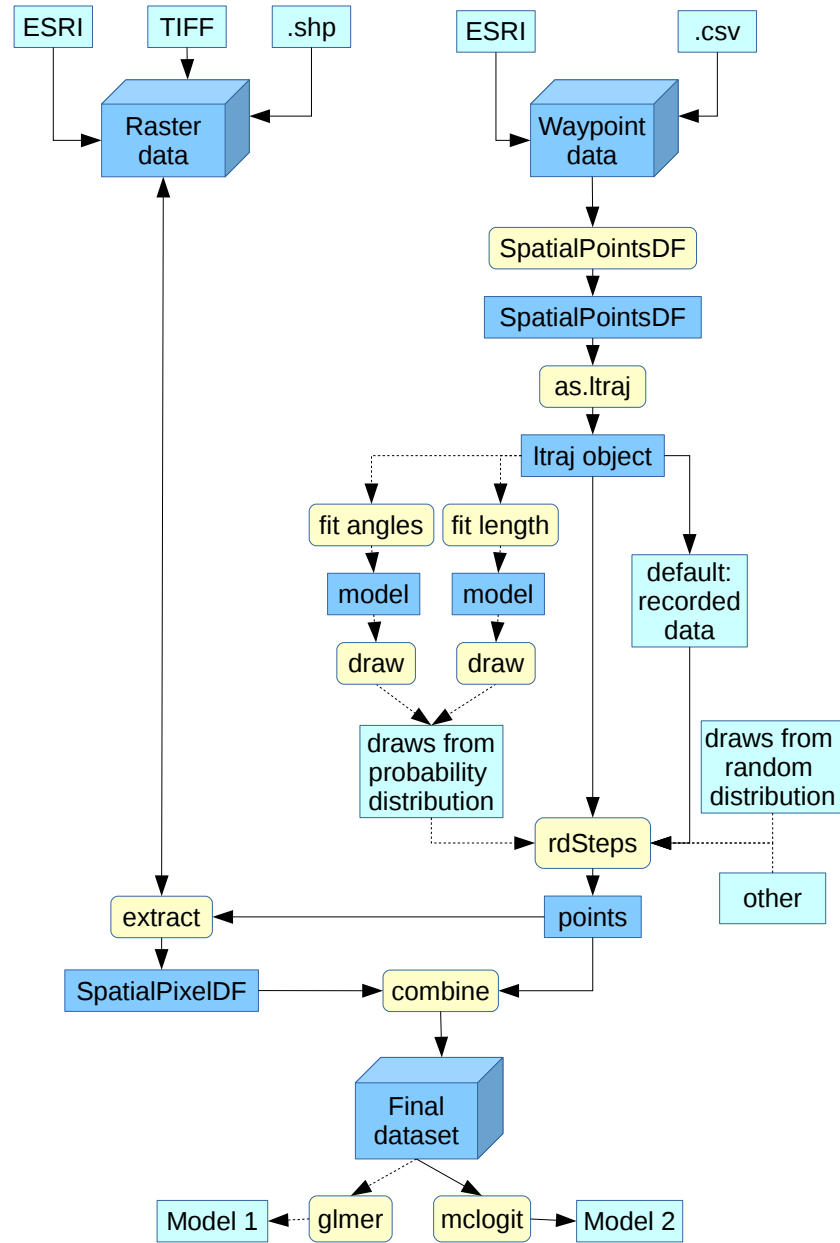 ESRI
TIFF
.shp
ESRI
.csv
Raster
data
Waypoint
data
SpatialPointsDF
SpatialPointsDF
as.ltraj
ltraj object
fit angles
fit length
default:
recorded
data
model
model
draw
draw
draws from
probability
distribution
draws from
random
distribution
rdSteps
other
extract
points
SpatialPixelDF
combine
Final
dataset
Model 1
glmer
mclogit
Model 2